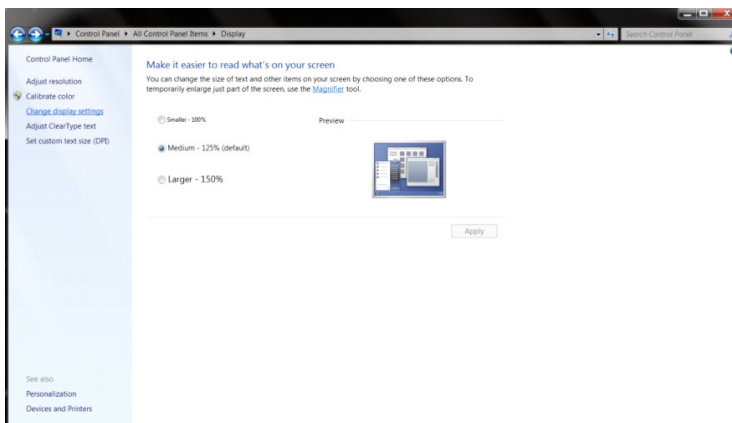 Control Panel ▸ All Control Panel Items ▸ Display
Search Control Panel
Control Panel Home
Adjust resolution
Calibrate color
Change display settings
Adjust ClearType text
Set custom text size (DPI)
See also
Personalization
Devices and Printers
Make it easier to read what's on your screen
You can change the size of text and other items on your screen by choosing one of these options. To
temporarily enlarge just part of the screen, use the Magnifier tool.
Smaller - 100%
Preview
Medium - 125% (default)
Larger - 150%
Apply